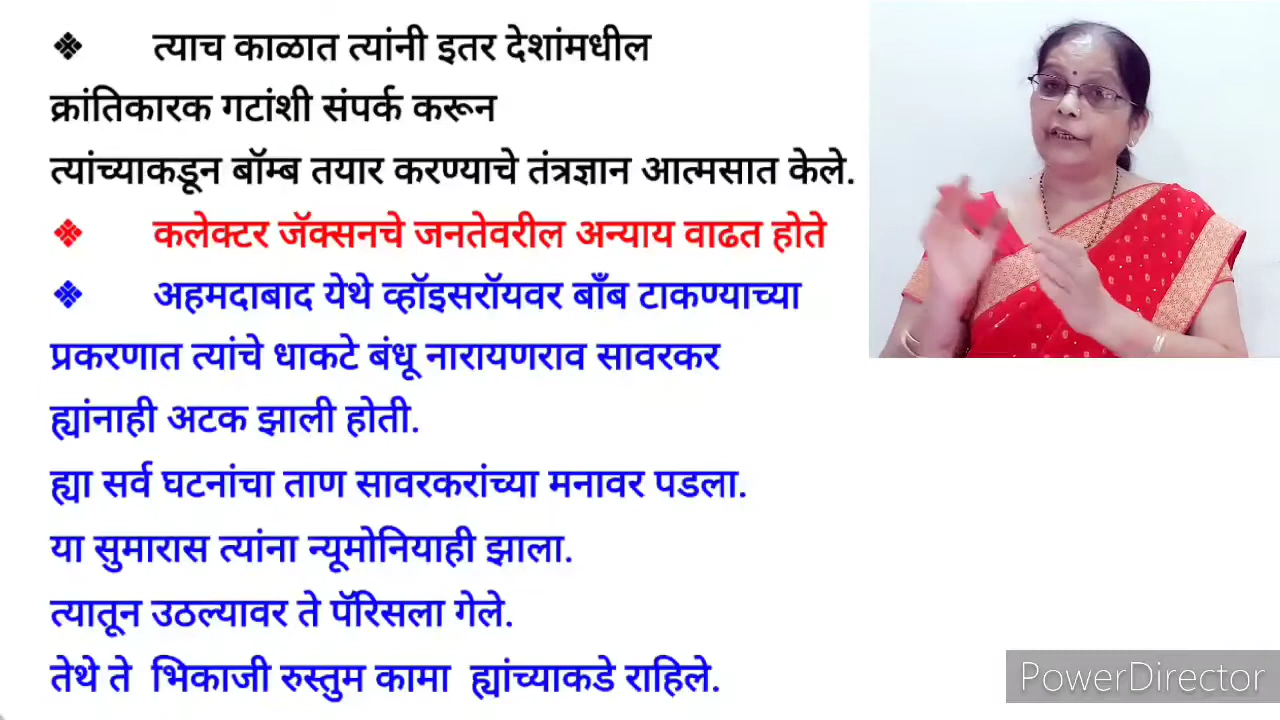 ❖ त्याच काळात त्यांनी इतर देशांमधील
क्रांतिकारक गटांशी संपर्क करून
त्यांच्याकडून बॉम्ब तयार करण्याचे तंत्रज्ञान आत्मसात केले.
❖ कलेक्टर जॅक्सनचे जनतेवरील अन्याय वाढत होते
❖ अहमदाबाद येथे व्हॉइसरॉयवर बाँब टाकण्याच्या
प्रकरणात त्यांचे धाकटे बंधू नारायणराव सावरकर
ह्यांनाही अटक झाली होती.
ह्या सर्व घटनांचा ताण सावरकरांच्या मनावर पडला.
या सुमारास त्यांना न्यूमोनियाही झाला.
त्यातून उठल्यावर ते पॅरिसला गेले.
तेथे ते भिकाजी रुस्तुम कामा ह्यांच्याकडे राहिले.
PowerDirector